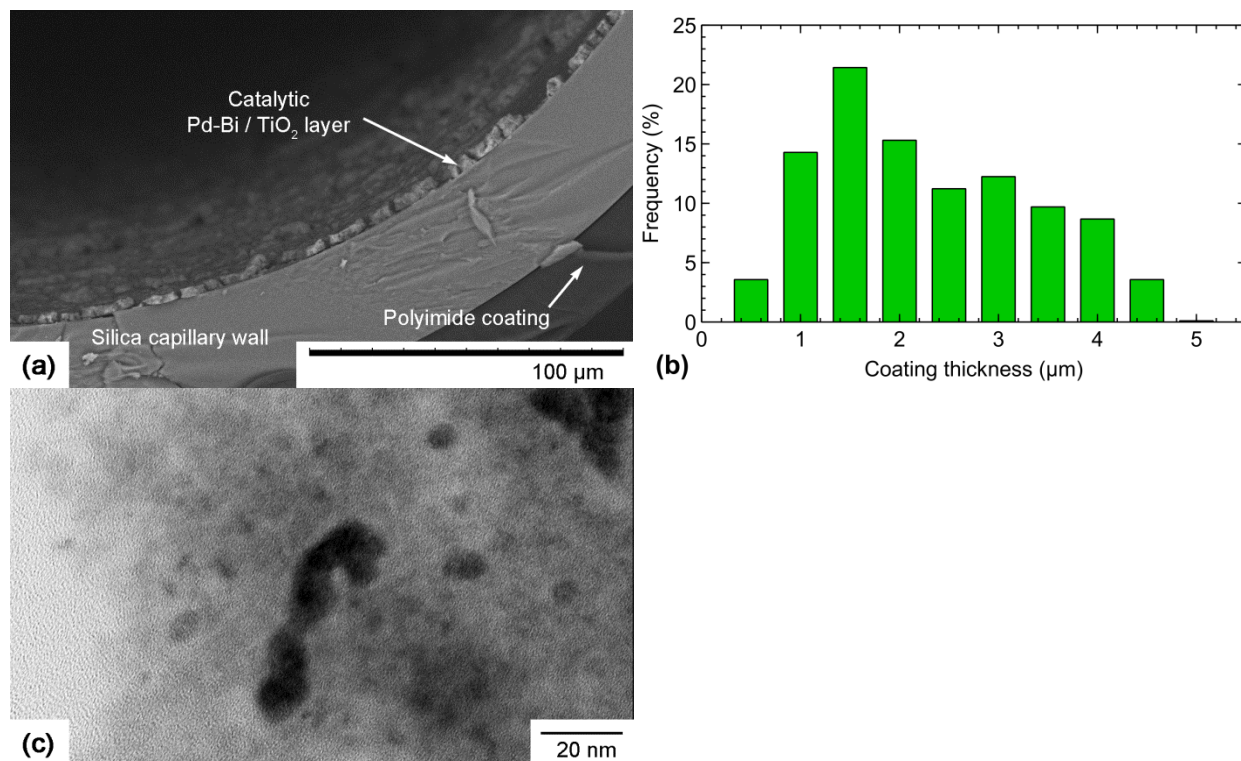 Catalytic
Pd-Bi / TiO₂ layer
Polyimide coating
Silica capillary wall
(a)
100 µm
25
20
15
10
5
0
Frequency (%)
0 1 2 3 4 5
Coating thickness (µm)
(b)
(c)
20 nm